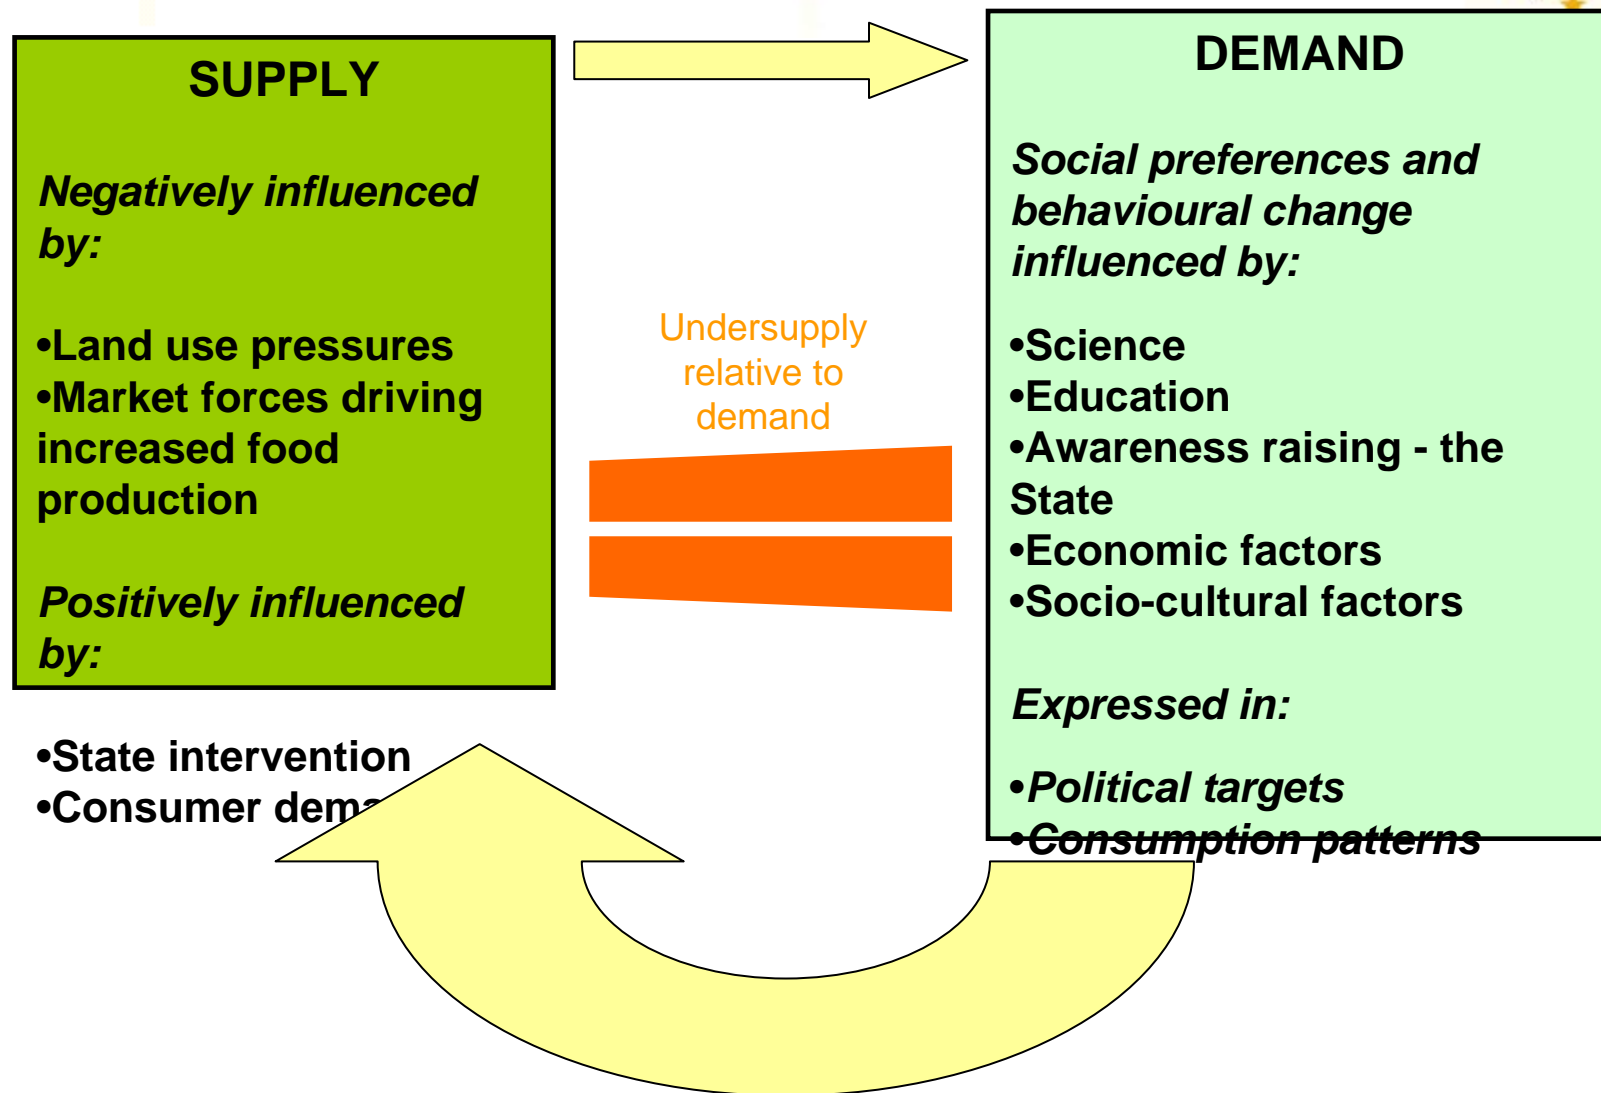 SUPPLY
Negatively influenced
by:
•Land use pressures
•Market forces driving
increased food
production
Positively influenced
by:
•State intervention
•Consumer
Undersupply
relative to
demand
DEMAND
Social preferences and
behavioural change
influenced by:
•Science
•Education
•Awareness raising - the
State
•Economic factors
•Socio-cultural factors
Expressed in:
•Political targets
•Consumption patterns